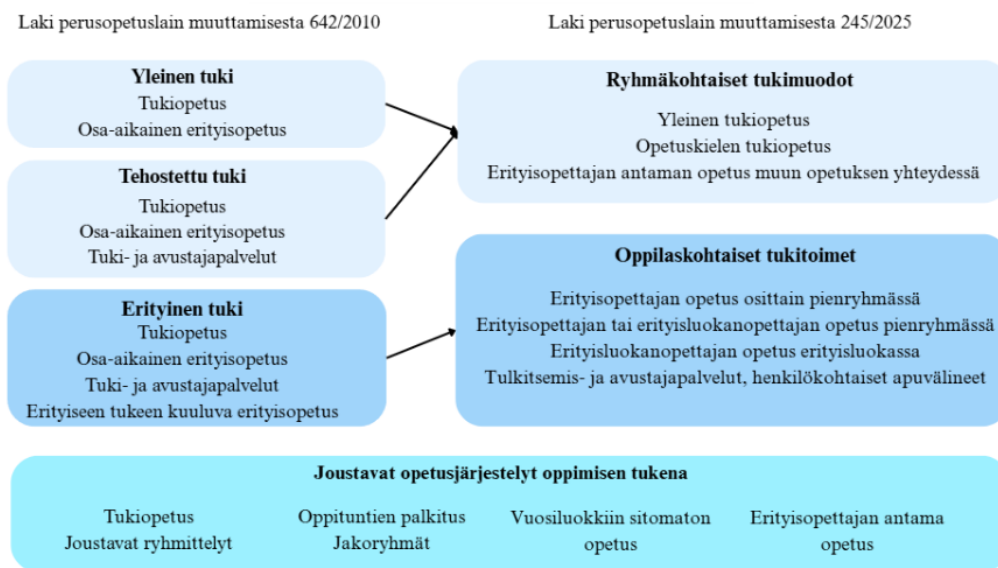 Laki perusopetuslain muuttamisesta 642/2010
Laki perusopetuslain muuttamisesta 245/2025
Yleinen tuki
Tukiopetus
Osa-aikainen erityisopetus
Tehostettu tuki
Tukiopetus
Osa-aikainen erityisopetus
Tuki- ja avustajapalvelut
Erityinen tuki
Tukiopetus
Osa-aikainen erityisopetus
Tuki- ja avustajapalvelut
Erityiseen tukeen kuuluva erityisopetus
Ryhmäkohtaiset tukimuodot
Yleinen tukiopetus
Opetuskielen tukiopetus
Erityisopettajan antaman opetus muun opetuksen yhteydessä
Oppilaskohtaiset tukitoimet
Erityisopettajan opetus osittain pienryhmässä
Erityisopettajan tai erityisluokanopettajan opetus pienryhmässä
Erityisluokanopettajan opetus erityisluokassa
Tulkitsemis- ja avustajapalvelut, henkilökohtaiset apuvälineet
Joustavat opetusjärjestelyt oppimisen tukena
Tukiopetus
Joustavat ryhmittelyt
Oppituntien palkitus
Jakoryhmät
Vuosiluokkiin sitomaton
opetus
Erityisopettajan antama
opetus